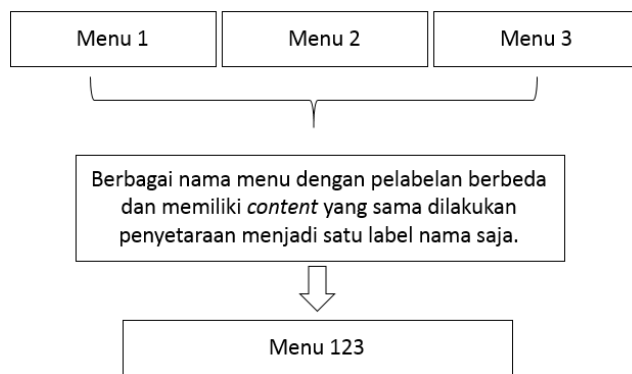 Menu 1
Menu 2
Menu 3
Berbagai nama menu dengan pelabelan berbeda
dan memiliki content yang sama dilakukan
penyetaraan menjadi satu label nama saja.
Menu 123